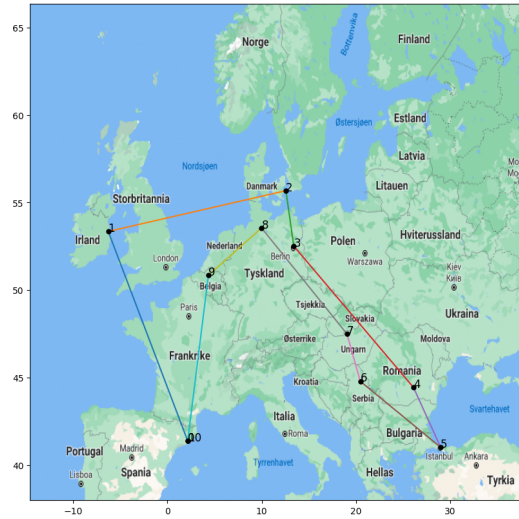 65
60
55
50
45
40
−10
0
10
20
30
Norge
Bottenvika
Finland
Estland
Østersjøen
Latvia
Nordsjøen
Danmark
2
Litauen
Storbritannia
1
8
Irland
3
Nederland
Berlin
Polen
Hviterussland
London
Warszawa
Tyskland
9
Belgia
Kiev
Київ
Paris
Tsjekkia
Slovakia
Ukraina
7
Frankrike
Østerrike
Ungarn
Moldova
6
Romania
Kroatia
4
Serbia
Italia
Svartehavet
Bulgaria
Roma
5
Portugal
Madrid
Istanbul
Ankara
Spania
Tyrrenhavet
Lisboa
Hellas
Tyrkia